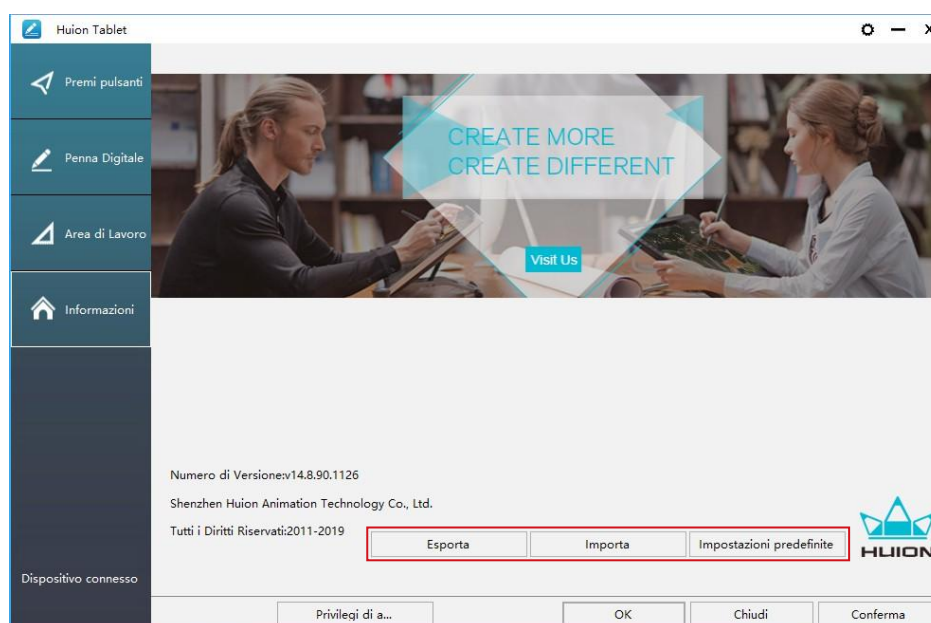 Huion Tablet
Premi pulsanti
CREATE MORE
CREATE DIFFERENT
Penna Digitale
Area di Lavoro
Visit Us
Informazioni
Numero di Versione:v14.8.90.1126
Shenzhen Huion Animation Technology Co., Ltd.
Tutti i Diritti Riservati:2011-2019
Esporta
Importa
Impostazioni predefinite
HUION
Dispositivo connesso
Privilegi di a...
OK
Chiudi
Conferma